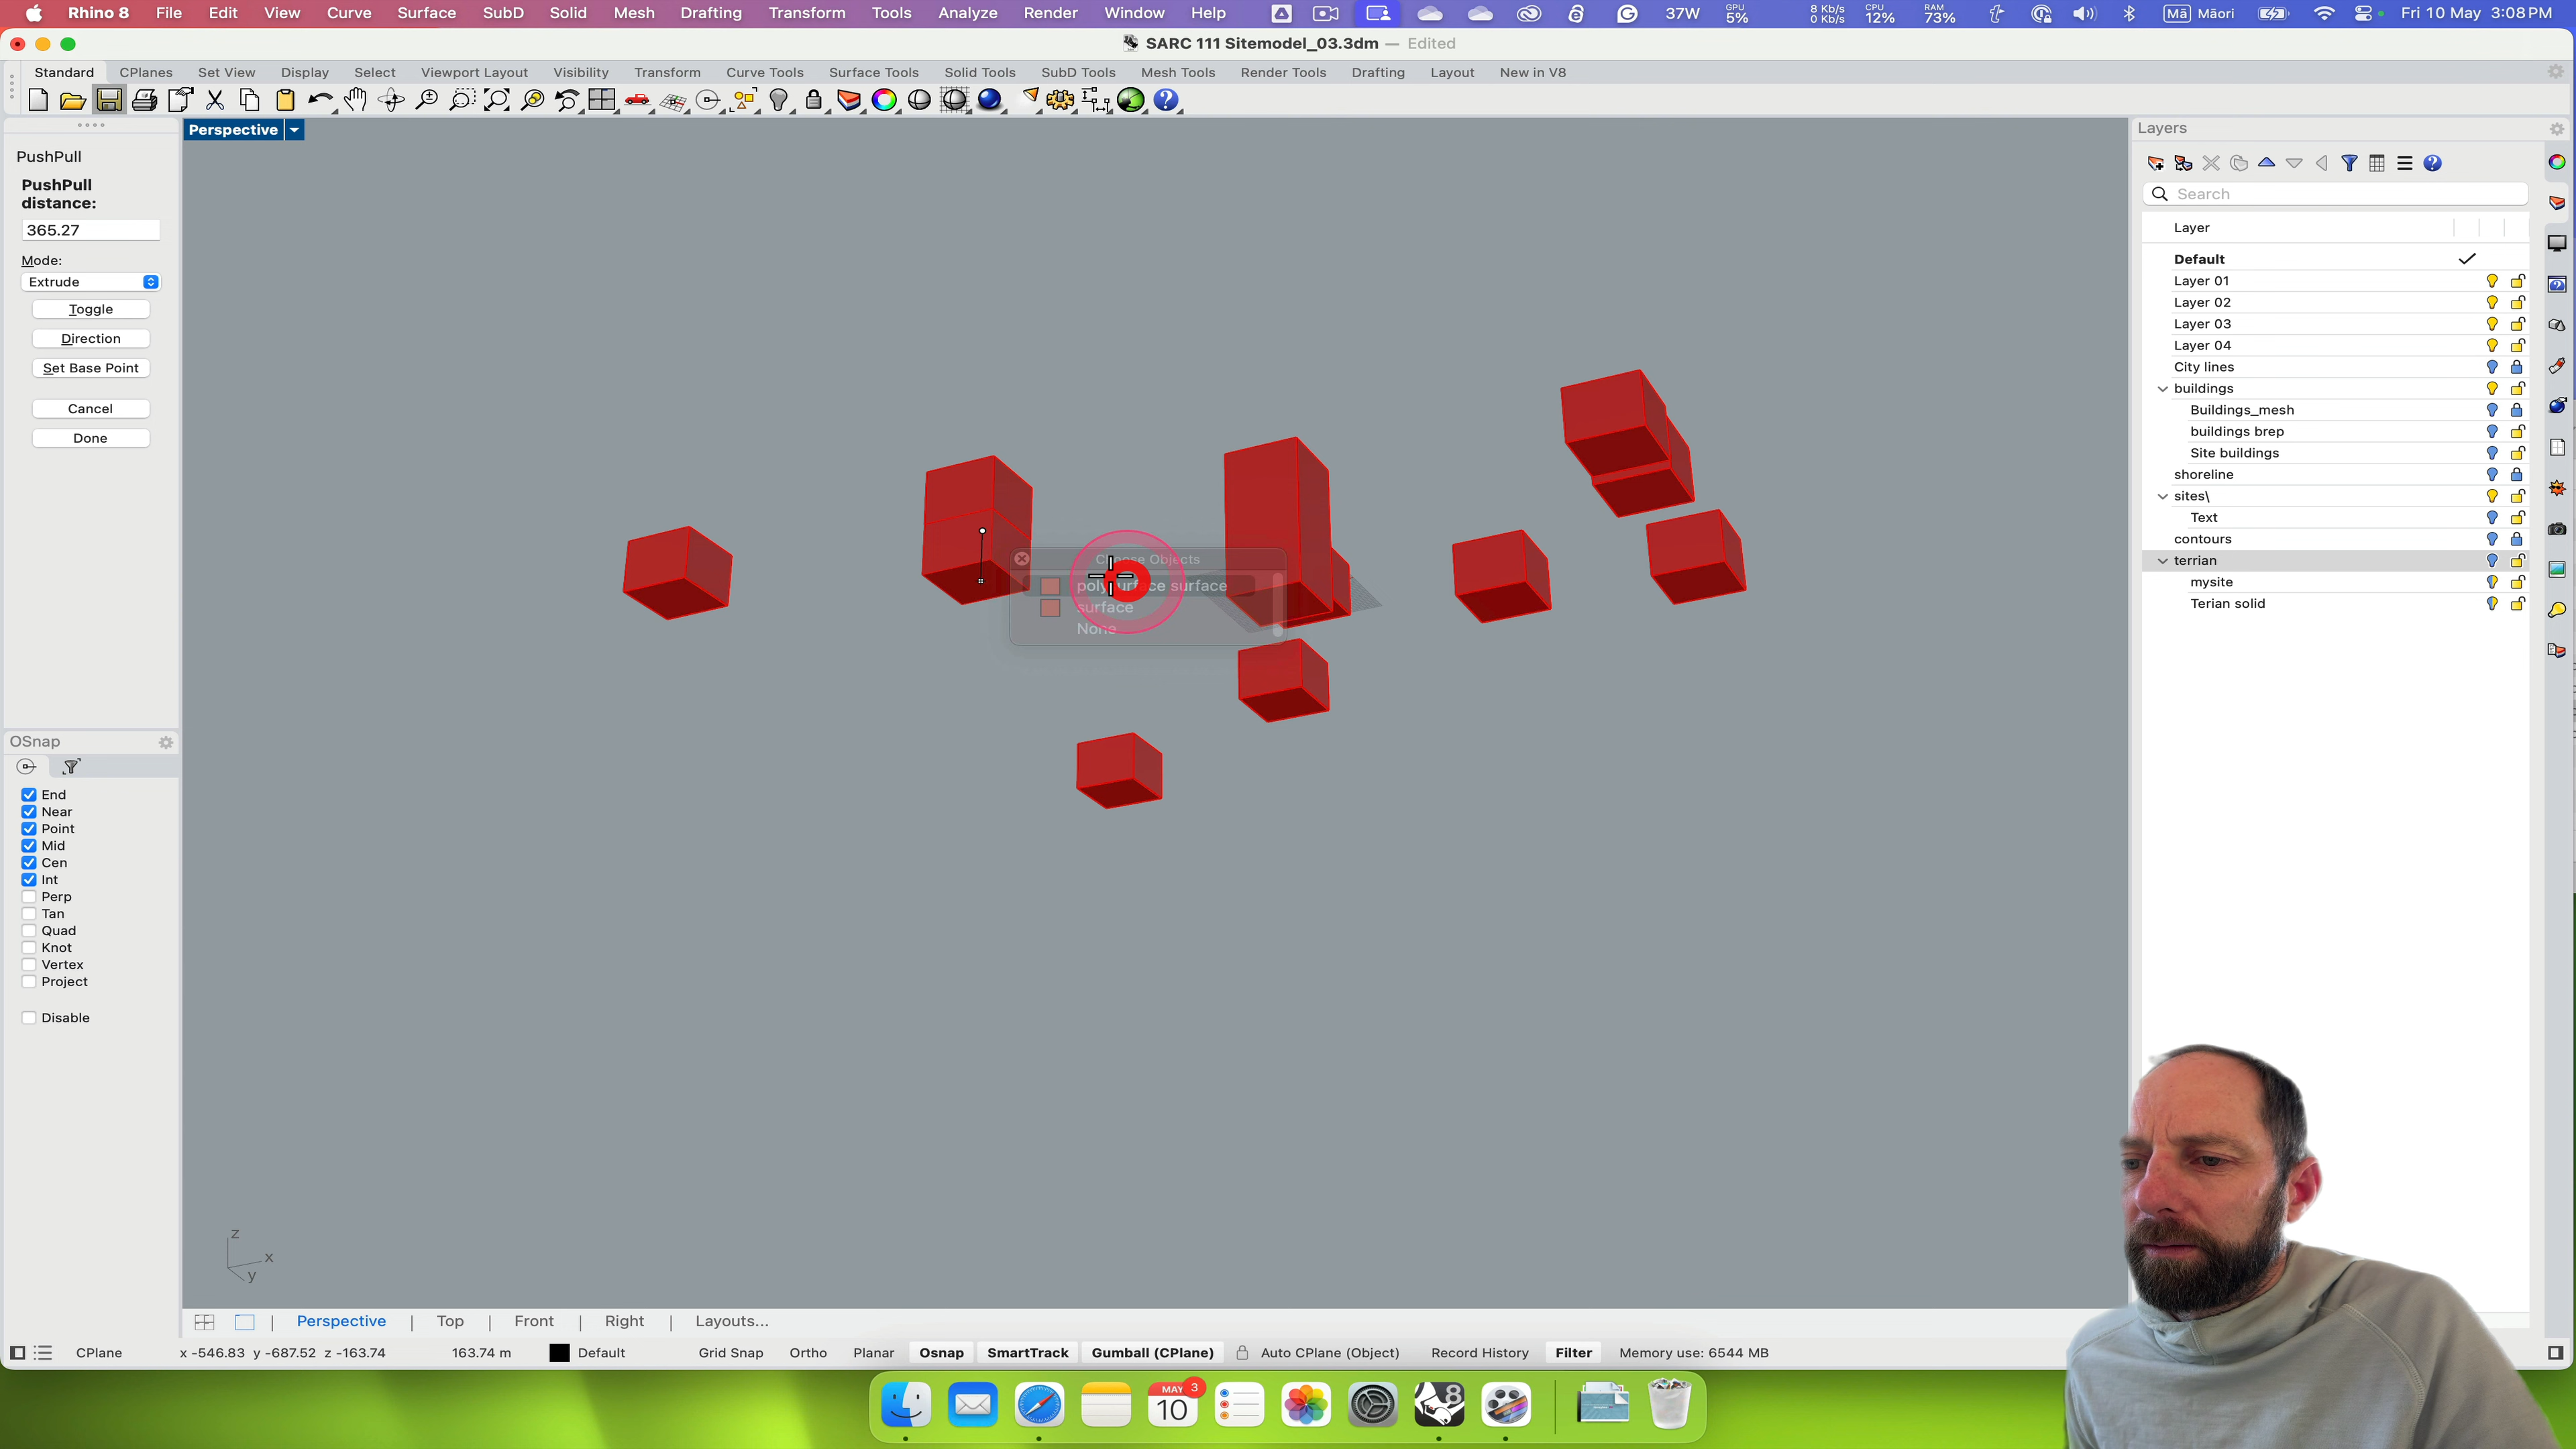 Rhino 8 File Edit View Curve Surface SubD Solid Mesh Drafting Transform Tools Analyze Render Window Help 37W GPU 5% 8 Kb/s 0 Kb/s CPU 12% RAM 73% Mā Māori Fri 10 May 3:08 PM
SARC 111 Sitemodel_03.3dm — Edited
Standard CPlanes Set View Display Select Viewport Layout Visibility Transform Curve Tools Surface Tools Solid Tools SubD Tools Mesh Tools Render Tools Drafting Layout New in V8
PushPull
PushPull
distance:
365.27
Mode:
Extrude
Toggle
Direction
Set Base Point
Cancel
Done
OSnap
End
Near
Point
Mid
Cen
Int
Perp
Tan
Quad
Knot
Vertex
Project
Disable
Perspective
Choose Objects
polysurface surface
surface
None
z
x
y
Layers
Search
Layer
Default
Layer 01
Layer 02
Layer 03
Layer 04
City lines
buildings
Buildings_mesh
buildings brep
Site buildings
shoreline
sites\
Text
contours
terrian
mysite
Terian solid
Perspective | Top | Front | Right | Layouts...
CPlane x -546.83 y -687.52 z -163.74 163.74 m Default Grid Snap Ortho Planar Osnap SmartTrack Gumball (CPlane) Auto CPlane (Object) Record History Filter Memory use: 6544 MB
MAY 3
10
8